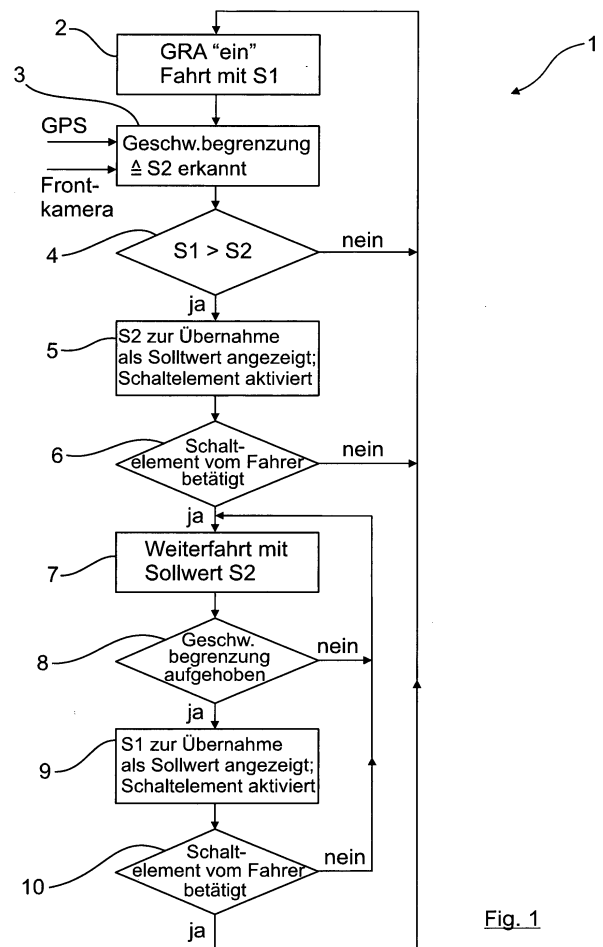 1
2
GRA "ein"
Fahrt mit S1
3
GPS
Geschw.begrenzung
≙ S2 erkannt
Front-
kamera
4
S1 > S2
nein
ja
5
S2 zur Übernahme
als Solltwert angezeigt;
Schaltelement aktiviert
6
Schalt-
element vom Fahrer
betätigt
nein
ja
7
Weiterfahrt mit
Sollwert S2
8
Geschw.
begrenzung
aufgehoben
nein
ja
9
S1 zur Übernahme
als Sollwert angezeigt;
Schaltelement aktiviert
10
Schalt-
element vom Fahrer
betätigt
nein
ja
Fig. 1